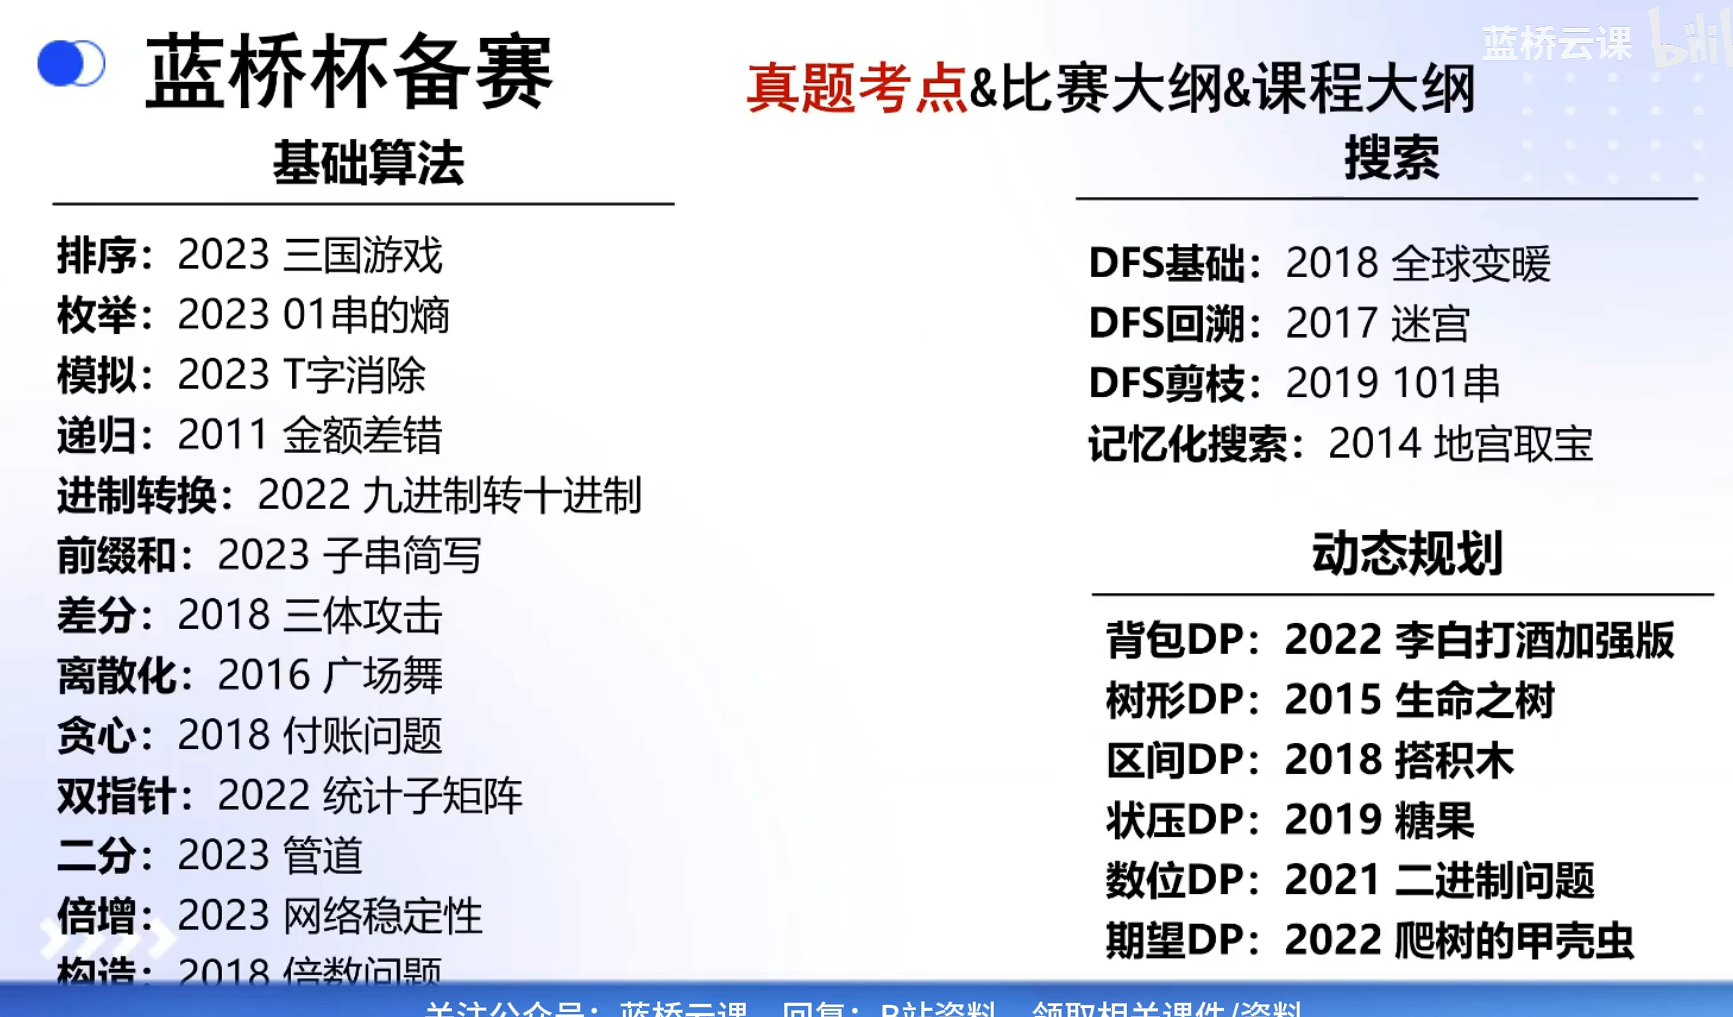 蓝桥杯备赛
真题考点&比赛大纲&课程大纲
蓝桥云课
bilibili
基础算法
排序：2023 三国游戏
枚举：2023 01串的熵
模拟：2023 T字消除
递归：2011 金额差错
进制转换：2022 九进制转十进制
前缀和：2023 子串简写
差分：2018 三体攻击
离散化：2016 广场舞
贪心：2018 付账问题
双指针：2022 统计子矩阵
二分：2023 管道
倍增：2023 网络稳定性
构造：2018 倍数问题
搜索
DFS基础：2018 全球变暖
DFS回溯：2017 迷宫
DFS剪枝：2019 101串
记忆化搜索：2014 地宫取宝
动态规划
背包DP：2022 李白打酒加强版
树形DP：2015 生命之树
区间DP：2018 搭积木
状压DP：2019 糖果
数位DP：2021 二进制问题
期望DP：2022 爬树的甲壳虫
关注公众号：蓝桥云课 回复：B站资料 领取相关课件/资料